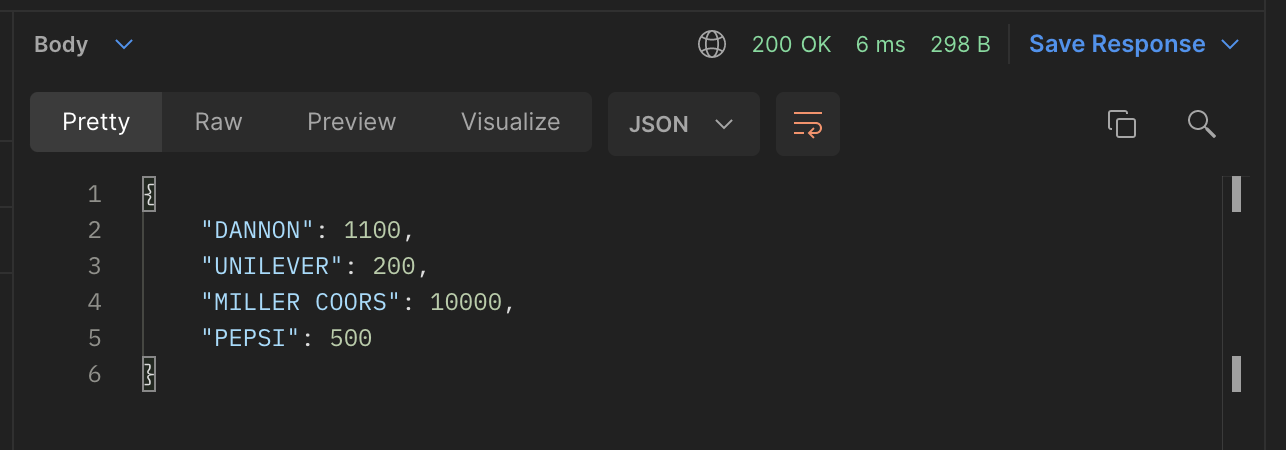 Body 200 OK 6 ms 298 B Save Response
Pretty Raw Preview Visualize JSON
1 {
2 "DANNON": 1100,
3 "UNILEVER": 200,
4 "MILLER COORS": 10000,
5 "PEPSI": 500
6 }